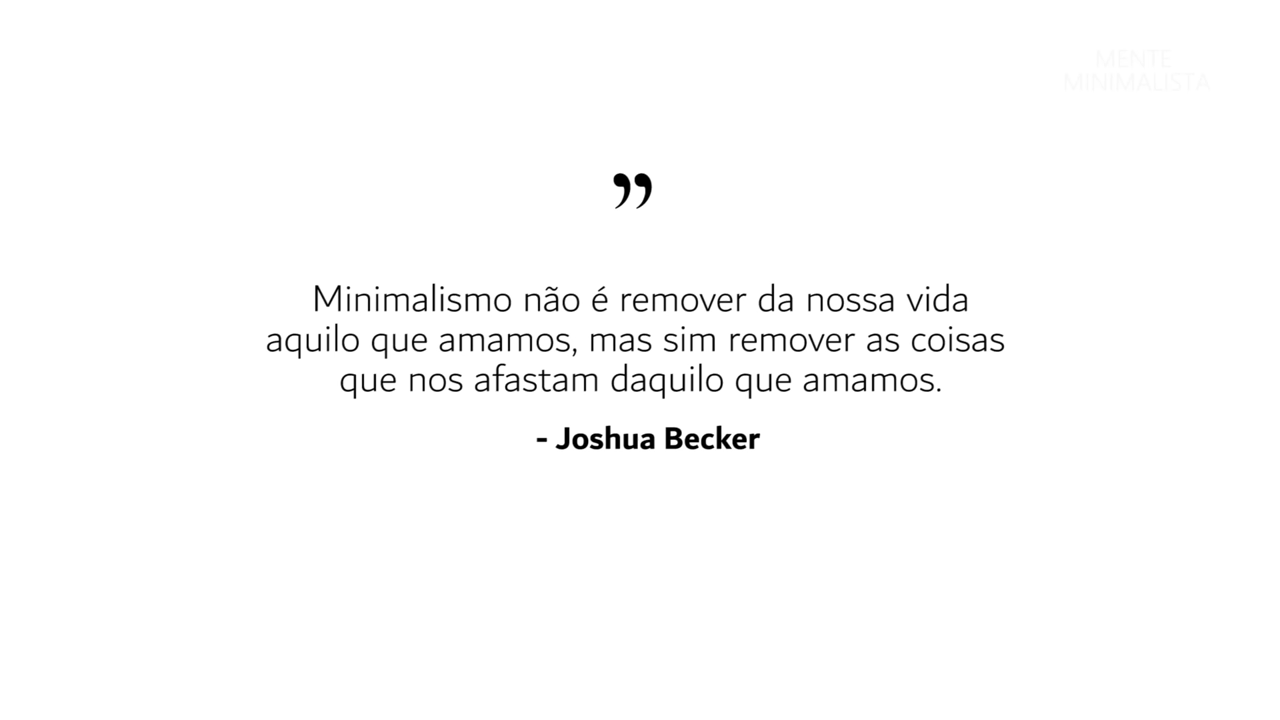 MENTE
MINIMALISTA
”
Minimalismo não é remover da nossa vida
aquilo que amamos, mas sim remover as coisas
que nos afastam daquilo que amamos.
- Joshua Becker